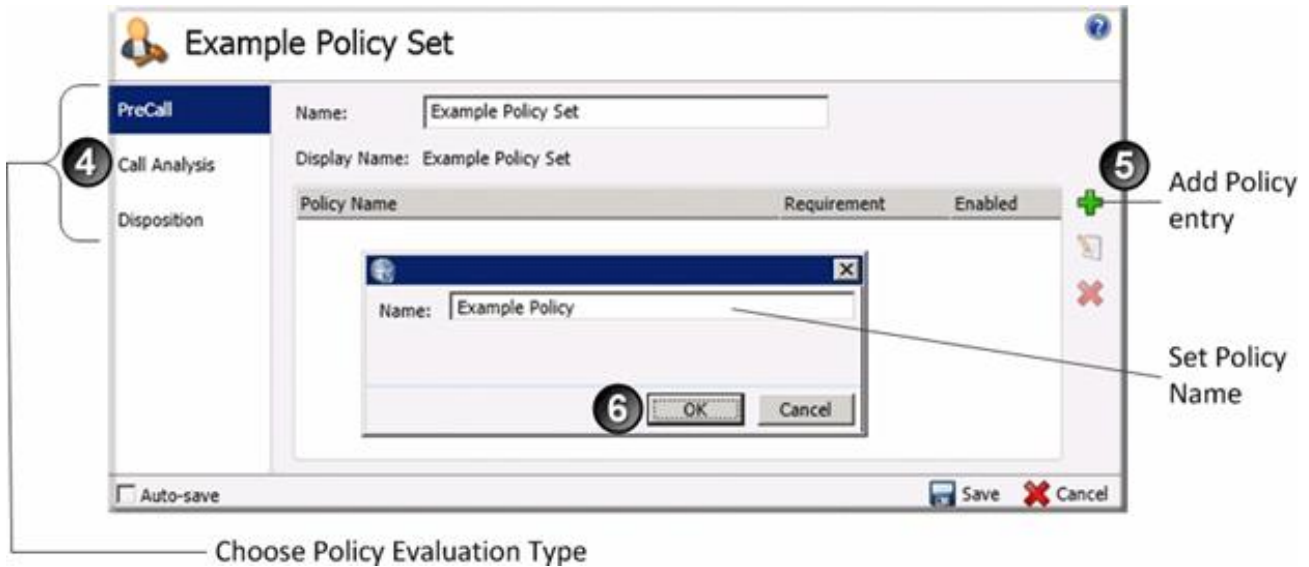 Example Policy Set
?
PreCall
Name: Example Policy Set
4
Call Analysis
Display Name: Example Policy Set
5
Add Policy
entry
Disposition
Policy Name Requirement Enabled
Name: Example Policy
Set Policy
Name
6
OK Cancel
Auto-save
Save Cancel
Choose Policy Evaluation Type